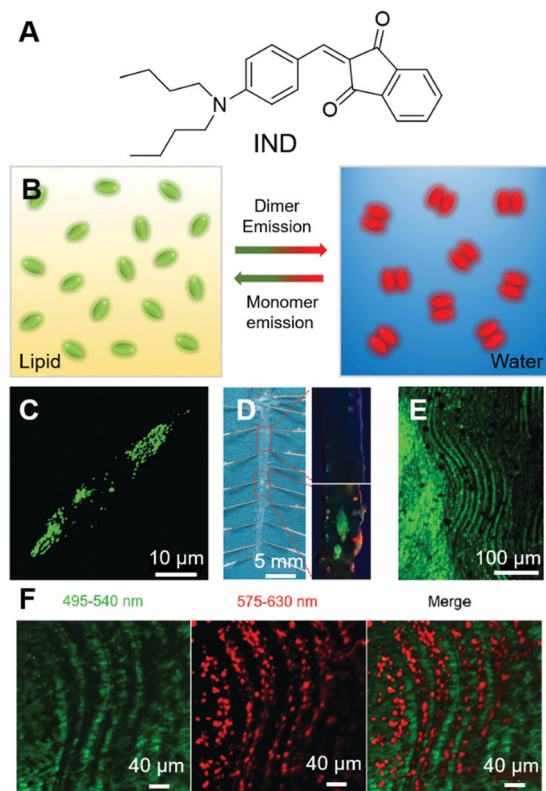 A
O
N
O
IND
B
Dimer
Emission
Monomer
emission
Lipid
Water
C
D
E
10 µm
5 mm
100 µm
F
495-540 nm
575-630 nm
Merge
40 µm
40 µm
40 µm